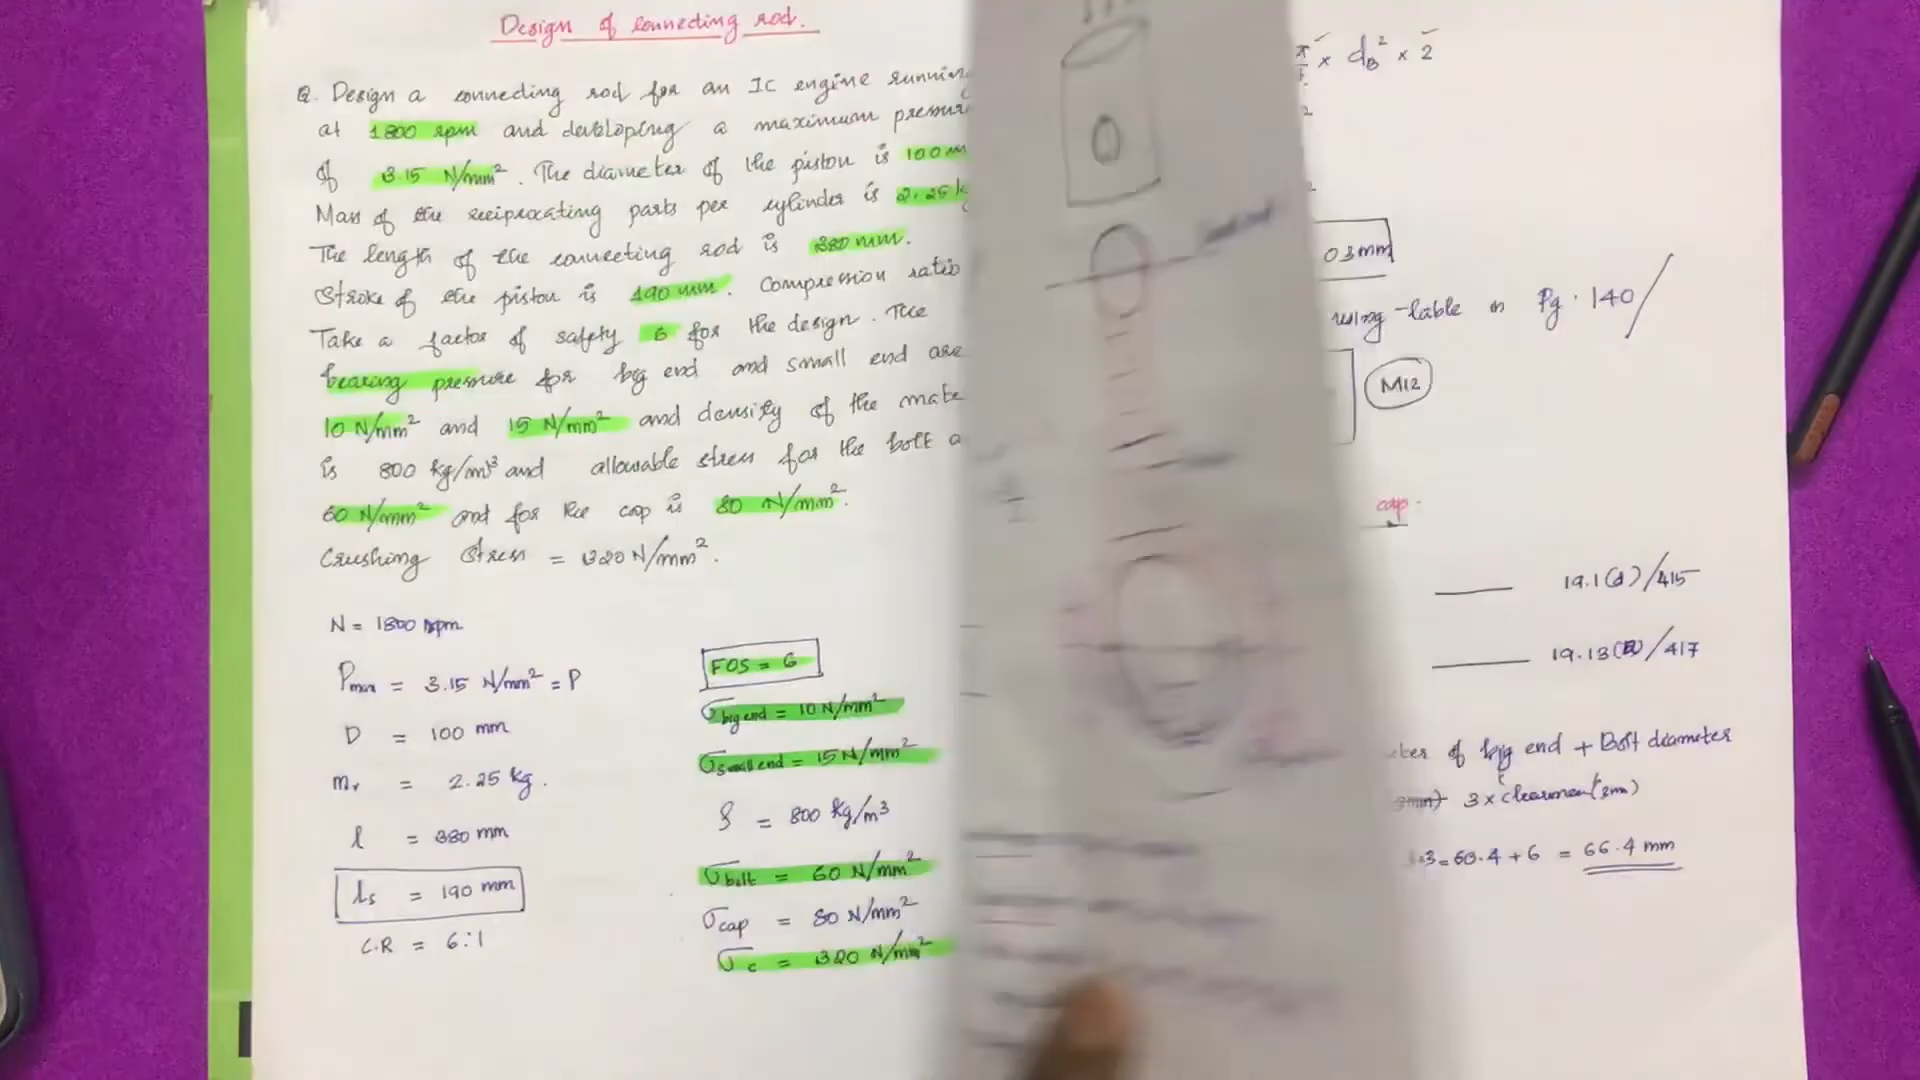 Design of connecting rod.
Q. Design a connecting rod for an IC engine runnin
at 1800 rpm and developing a maximum pressur
of 3.15 N/mm². The diameter of the piston is 100 m
Mass of the reciprocating parts per cylinder is 2.25 k
The length of the connecting rod is 380 mm.
Stroke of the piston is 190 mm. Compression ratio
Take a factor of safety 6 for the design. The
bearing pressure for big end and small end are
10 N/mm² and 15 N/mm² and density of the mate
is 800 kg/m³ and allowable stress for the bolt a
60 N/mm² and for the cap is 80 N/mm².
Crushing Stress = 320 N/mm².
N = 1800 rpm
Pmax = 3.15 N/mm² = P
D = 100 mm
mr = 2.25 kg.
l = 380 mm
ls = 190 mm
C.R = 6:1
FOS = 6
σbig end = 10 N/mm²
σsmall end = 15 N/mm²
ρ = 800 kg/m³
σbolt = 60 N/mm²
σcap = 80 N/mm²
σc = 320 N/mm²
x dB² x 2
03mm
using table in Pg. 140/
M12
cap.
19.1(d)/415
/417
of big end + Bolt diameter
3 x
3 = 60.4 + 6 = 66.4 mm